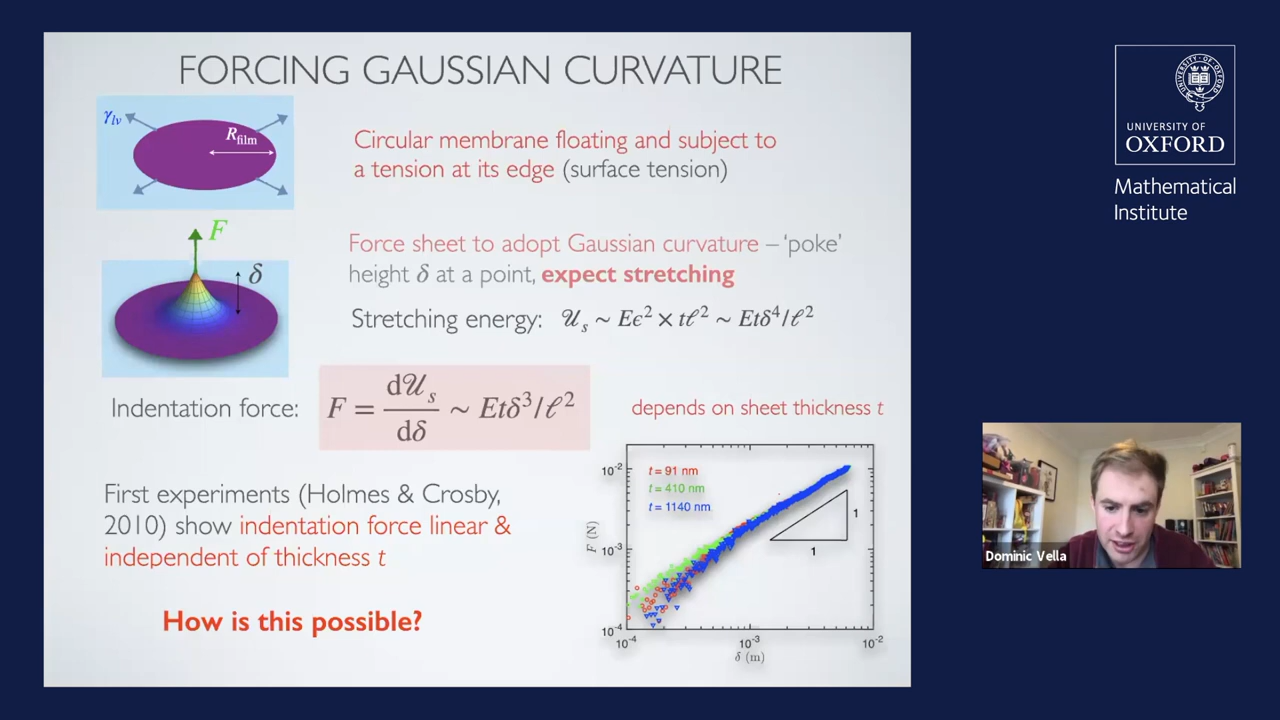 FORCING GAUSSIAN CURVATURE
γlv
Rfilm
Circular membrane floating and subject to
a tension at its edge (surface tension)
F
δ
Force sheet to adopt Gaussian curvature – ‘poke’
height δ at a point, expect stretching
Stretching energy: 𝒰s ~ Eϵ² × tℓ² ~ Etδ⁴/ℓ²
Indentation force: F = d𝒰s/dδ ~ Etδ³/ℓ²
depends on sheet thickness t
First experiments (Holmes & Crosby,
2010) show indentation force linear &
independent of thickness t
How is this possible?
t = 91 nm
t = 410 nm
t = 1140 nm
1
1
F (N)
10⁻²
10⁻³
10⁻⁴
10⁻⁴ 10⁻³ 10⁻²
δ (m)
UNIVERSITY OF
OXFORD
Mathematical
Institute
Dominic Vella